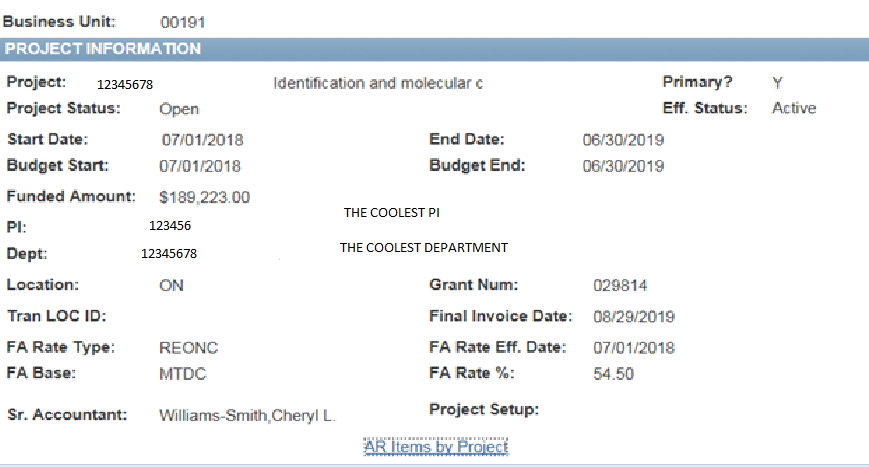 Business Unit: 00191
PROJECT INFORMATION
Project: 12345678 Identification and molecular c Primary? Y
Project Status: Open Eff. Status: Active
Start Date: 07/01/2018 End Date: 06/30/2019
Budget Start: 07/01/2018 Budget End: 06/30/2019
Funded Amount: $189,223.00
THE COOLEST PI
PI: 123456
Dept: 12345678 THE COOLEST DEPARTMENT
Location: ON Grant Num: 029814
Tran LOC ID: Final Invoice Date: 08/29/2019
FA Rate Type: REONC FA Rate Eff. Date: 07/01/2018
FA Base: MTDC FA Rate %: 54.50
Sr. Accountant: Williams-Smith,Cheryl L. Project Setup:
AR Items by Project